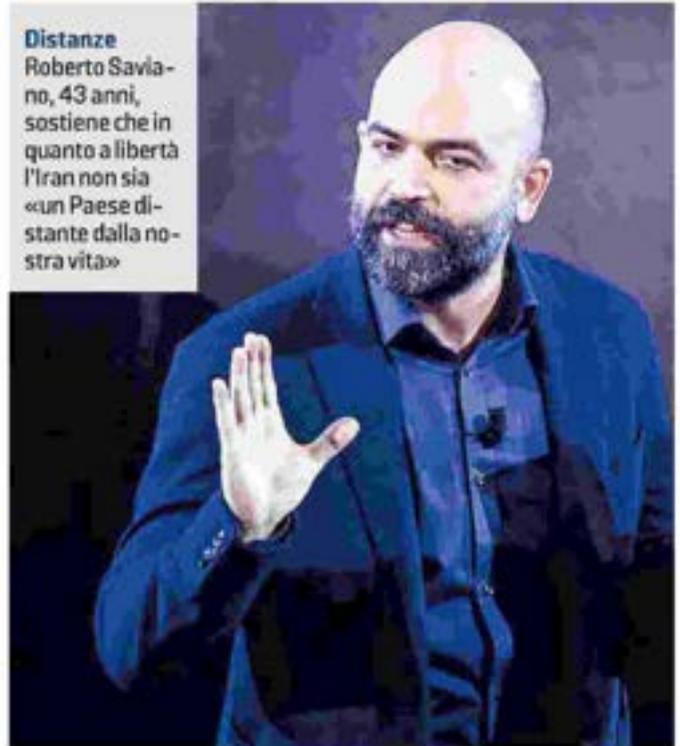 Distanze
Roberto Savia-
no, 43 anni,
sostiene che in
quanto a libertà
l'Iran non sia
«un Paese di-
stante dalla no-
stra vita»